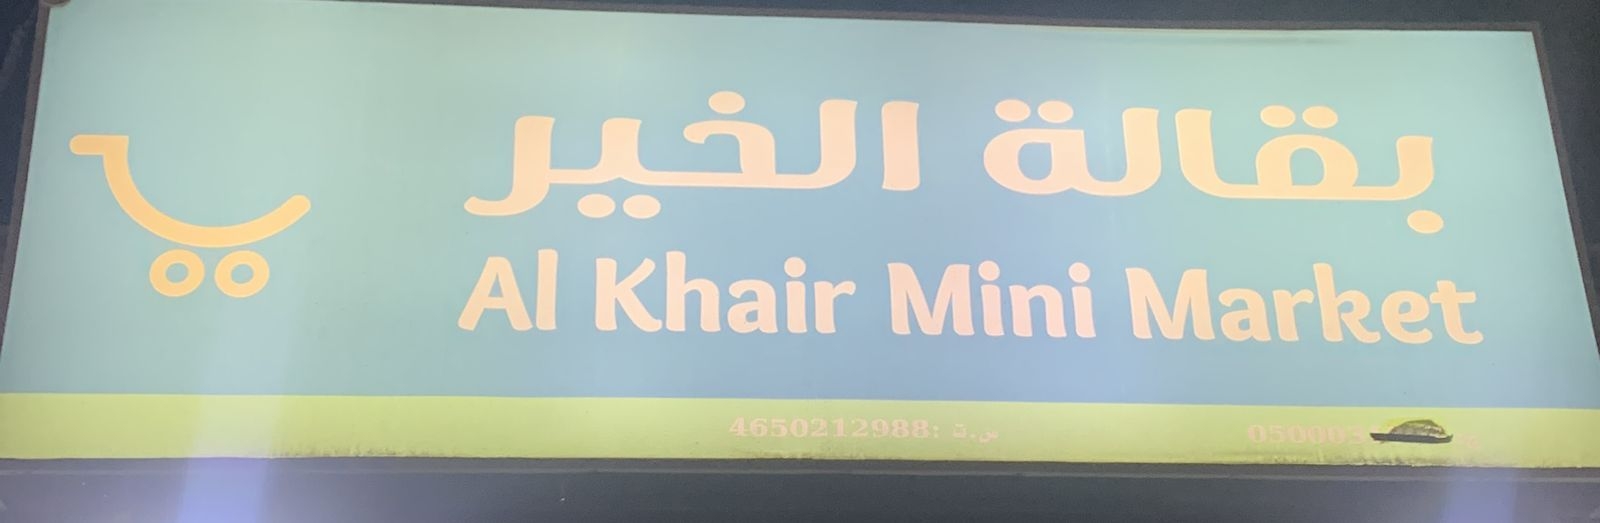 بقالة الخير
Al Khair Mini Market
س.ت :4650212988